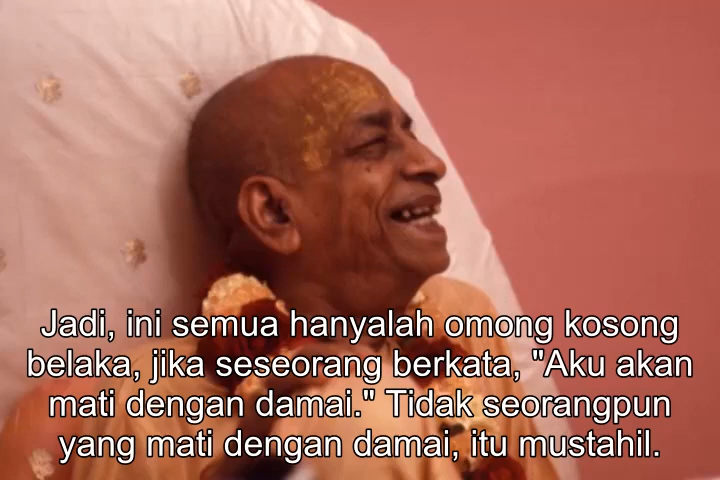 Jadi, ini semua hanyalah omong kosong
belaka, jika seseorang berkata, "Aku akan
mati dengan damai." Tidak seorangpun
yang mati dengan damai, itu mustahil.